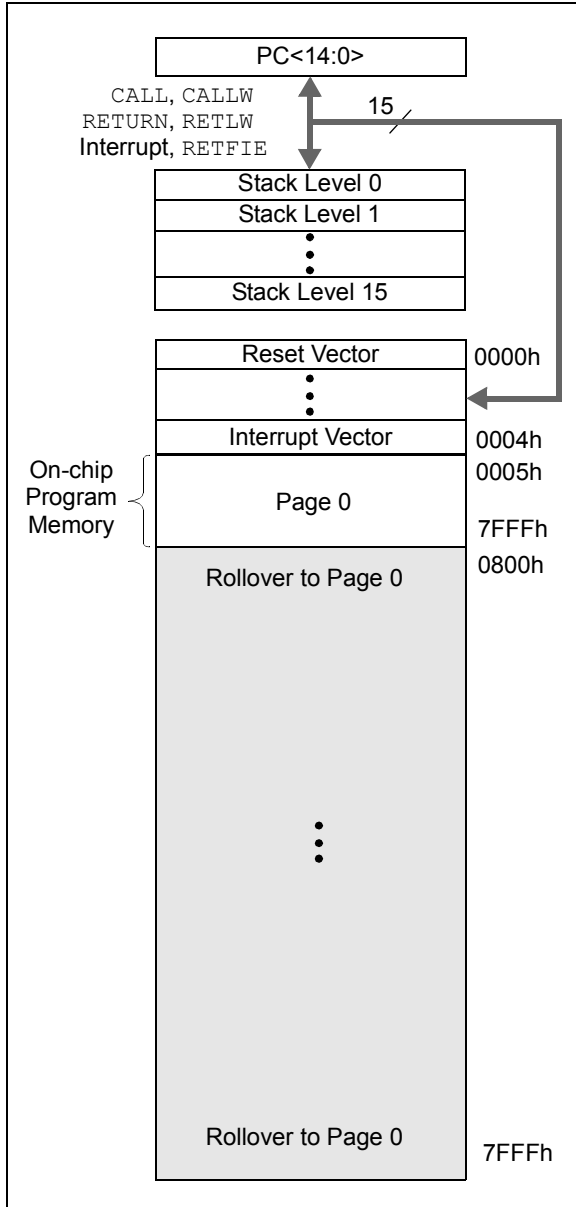 PC<14:0>
CALL, CALLW
RETURN, RETLW
Interrupt, RETFIE
15
Stack Level 0
Stack Level 1
Stack Level 15
Reset Vector
0000h
Interrupt Vector
0004h
On-chip
Program
Memory
0005h
Page 0
7FFFh
Rollover to Page 0
0800h
Rollover to Page 0
7FFFh